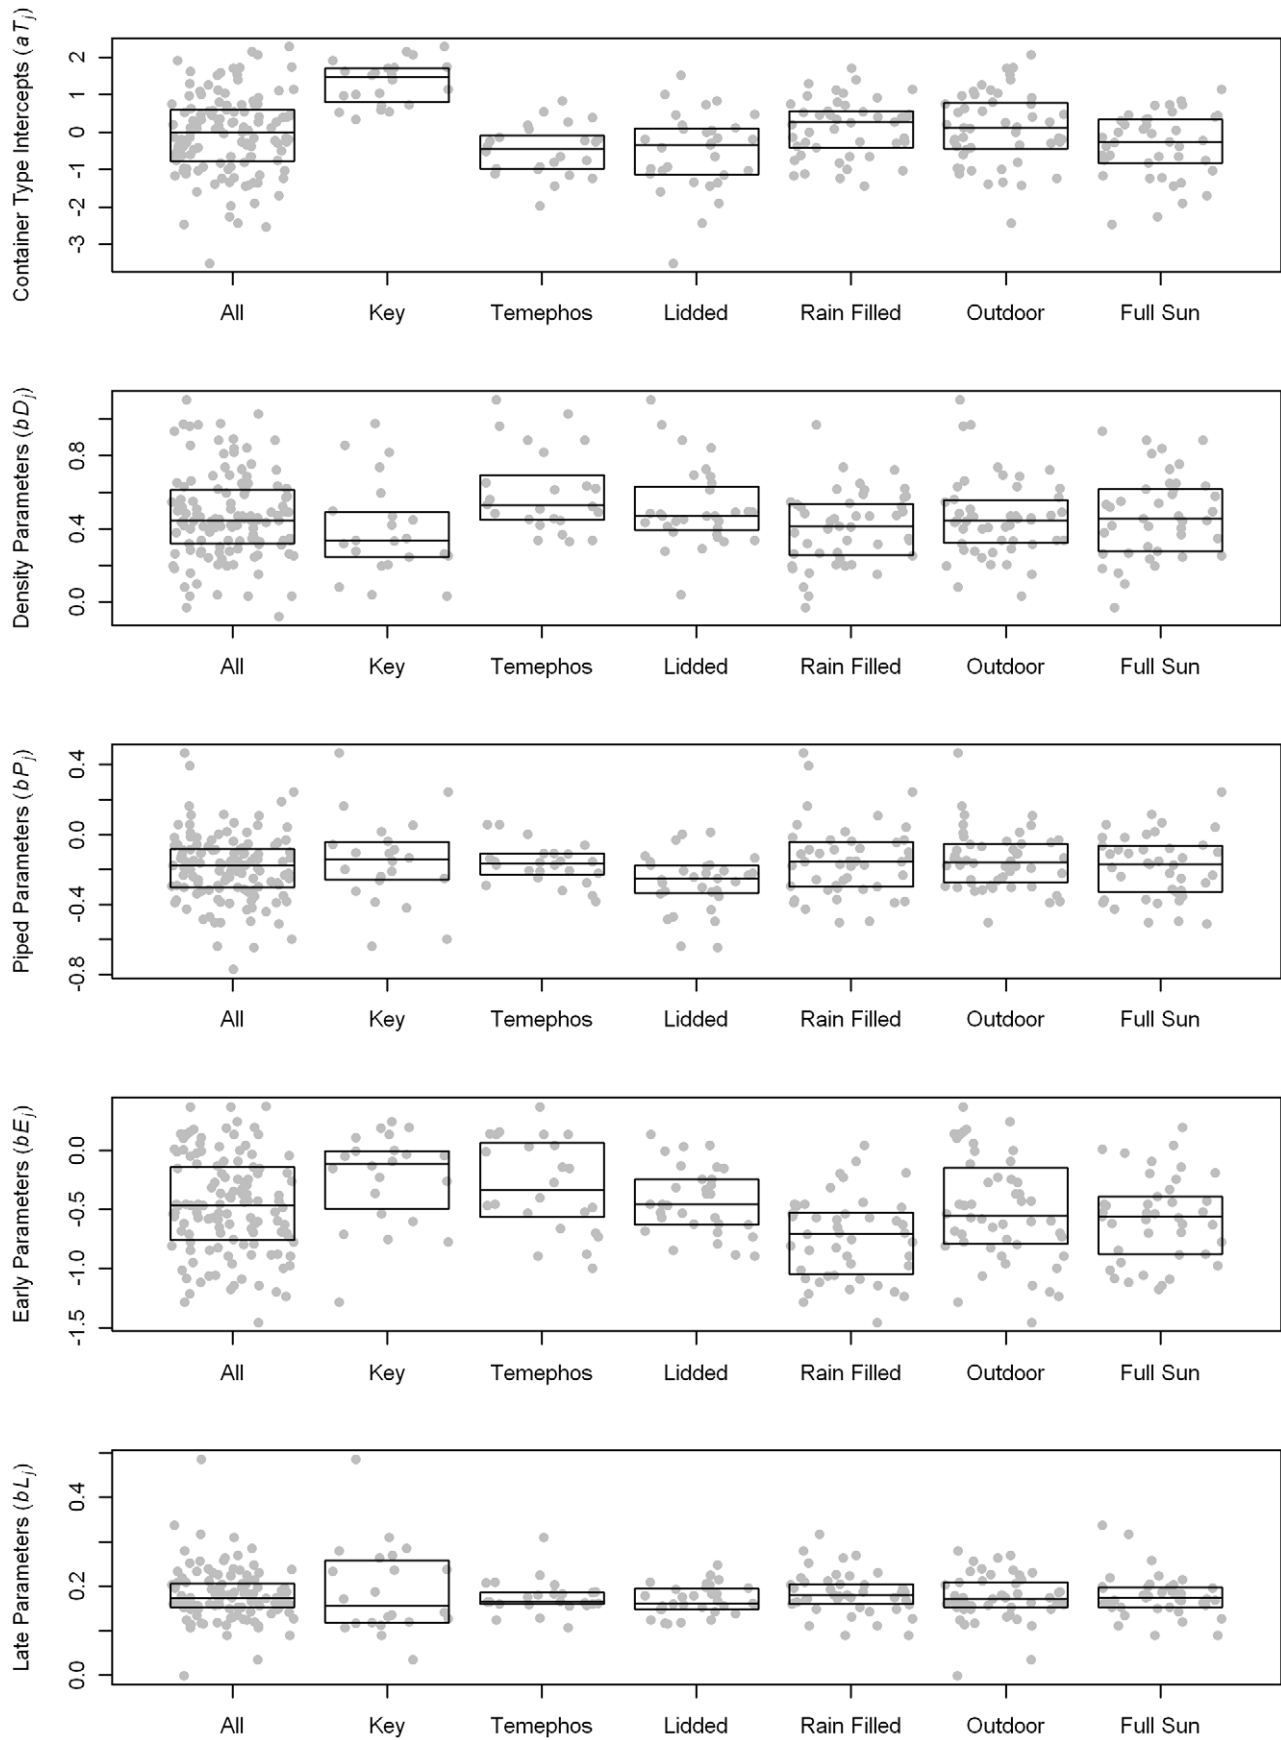 Container Type Intercepts (aTj)
2
1
0
-1
-2
-3
All Key Temephos Lidded Rain Filled Outdoor Full Sun
Density Parameters (bDj)
0.8
0.4
0.0
All Key Temephos Lidded Rain Filled Outdoor Full Sun
Piped Parameters (bPj)
0.4
0.0
-0.4
-0.8
All Key Temephos Lidded Rain Filled Outdoor Full Sun
Early Parameters (bEj)
0.0
-0.5
-1.0
-1.5
All Key Temephos Lidded Rain Filled Outdoor Full Sun
Late Parameters (bLj)
0.4
0.2
0.0
All Key Temephos Lidded Rain Filled Outdoor Full Sun